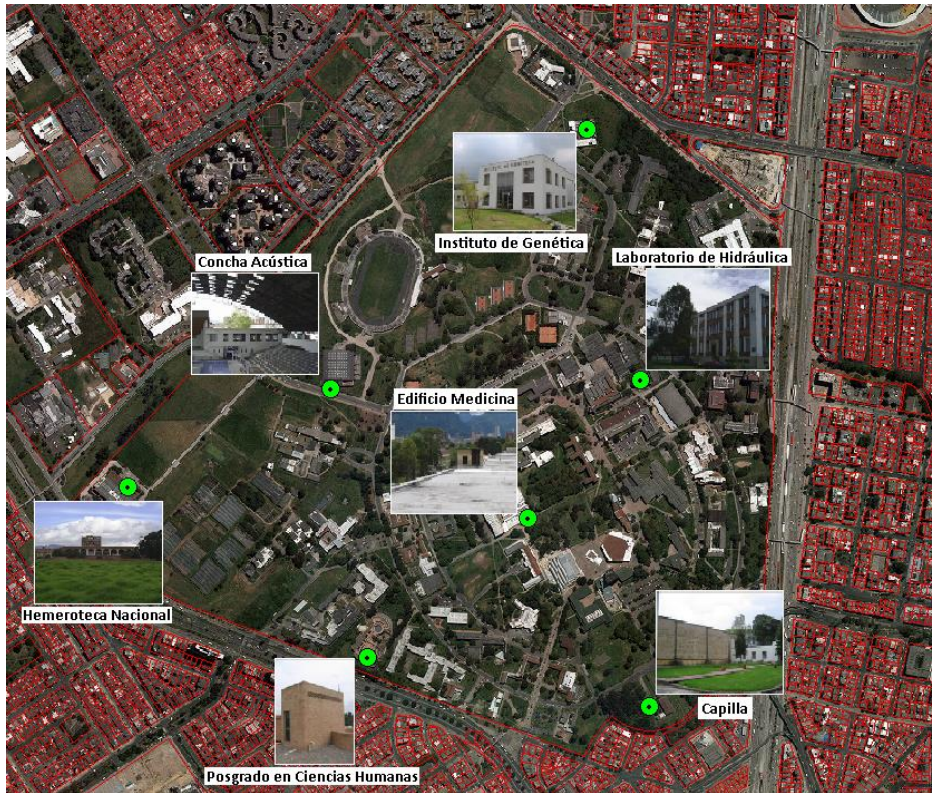 Instituto de Genética
Concha Acústica
Laboratorio de Hidráulica
Edificio Medicina
Hemeroteca Nacional
Capilla
Posgrado en Ciencias Humanas